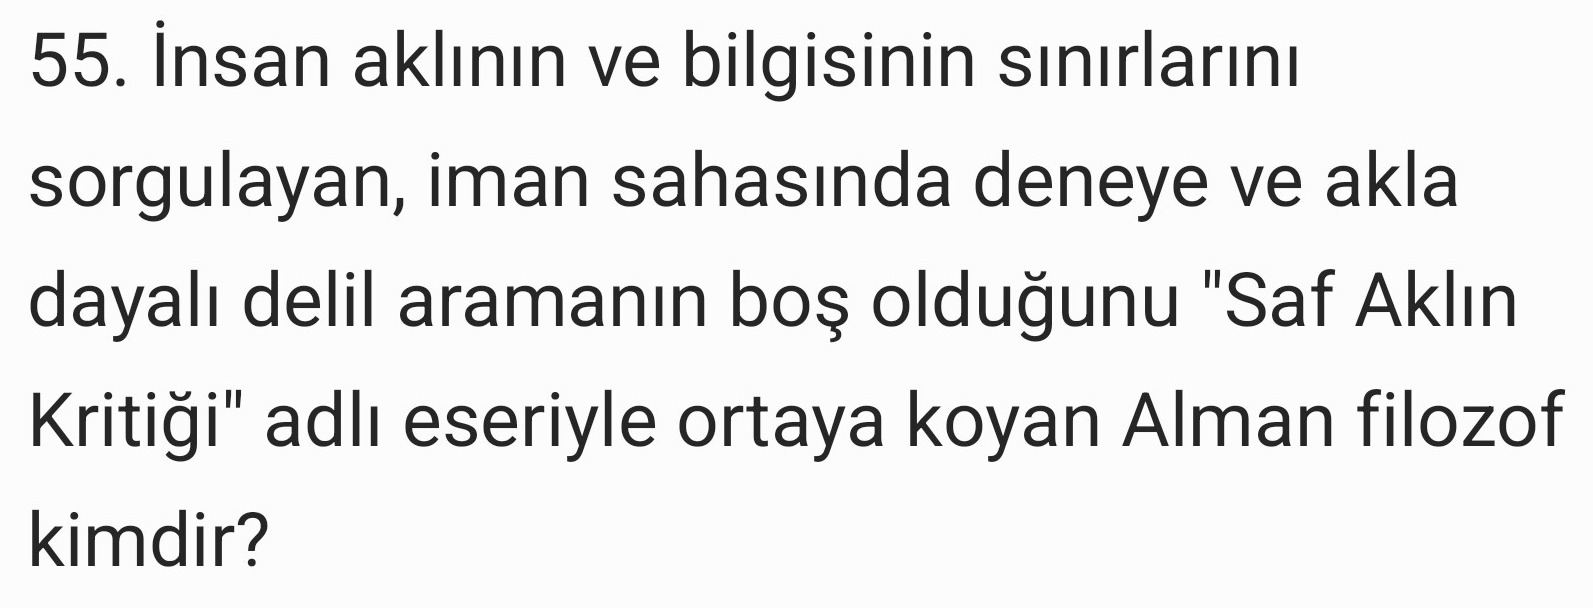 55. İnsan aklının ve bilgisinin sınırlarını
sorgulayan, iman sahasında deneye ve akla
dayalı delil aramanın boş olduğunu "Saf Aklın
Kritiği" adlı eseriyle ortaya koyan Alman filozof
kimdir?